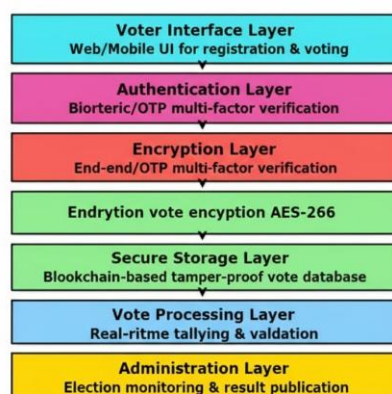 Voter Interface Layer
Web/Mobile UI for registration & voting
Authentication Layer
Biorteric/OTP multi-factor verification
Encryption Layer
End-end/OTP multi-factor verification
Endrytion vote encyption AES-266
Secure Storage Layer
Blookchain-based tamper-proof vote database
Vote Processing Layer
Real-ritme tallying & valdation
Administration Layer
Election monitoring & result publication